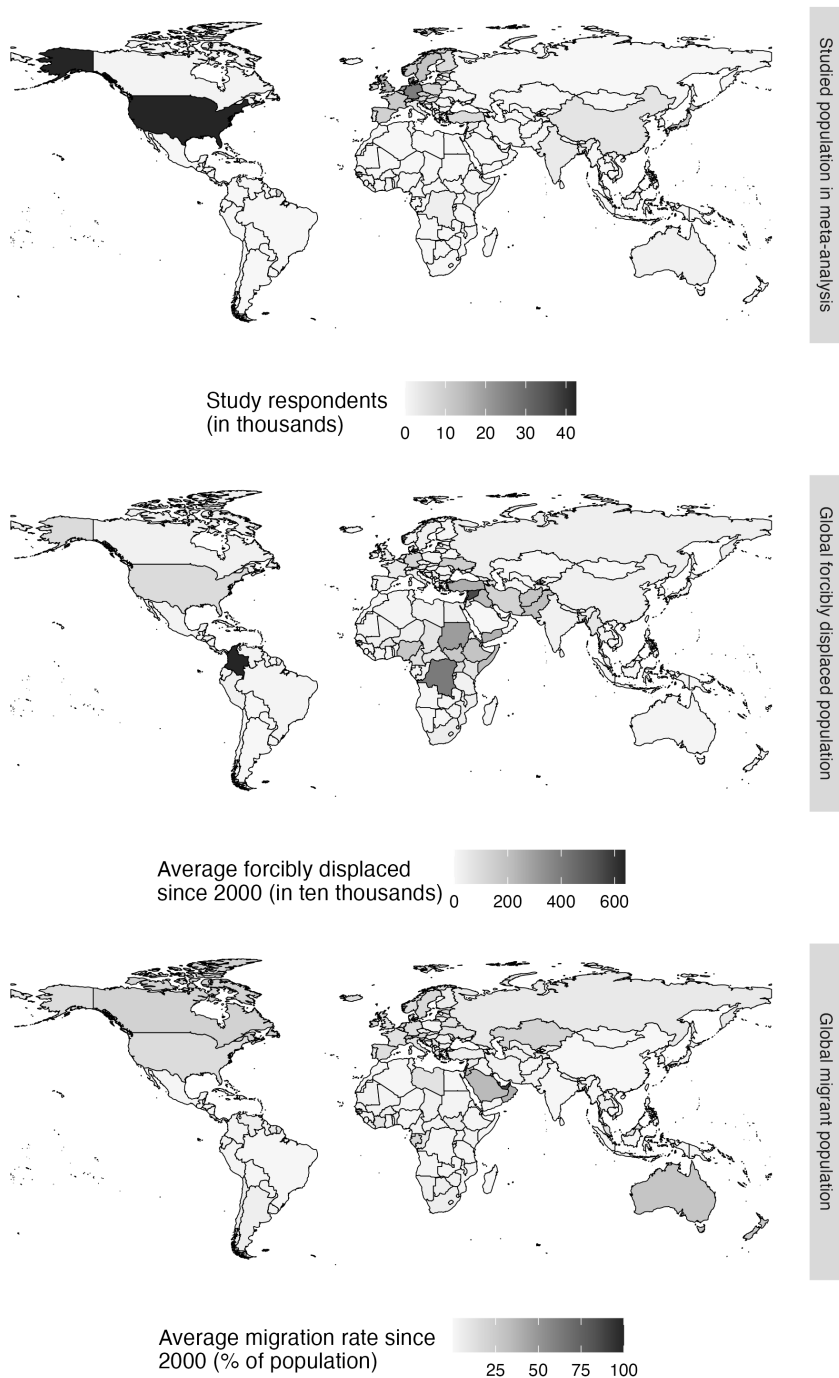 Studied population in meta-analysis
Study respondents
(in thousands)
0 10 20 30 40
Global forcibly displaced population
Average forcibly displaced
since 2000 (in ten thousands)
0 200 400 600
Global migrant population
Average migration rate since
2000 (% of population)
25 50 75 100